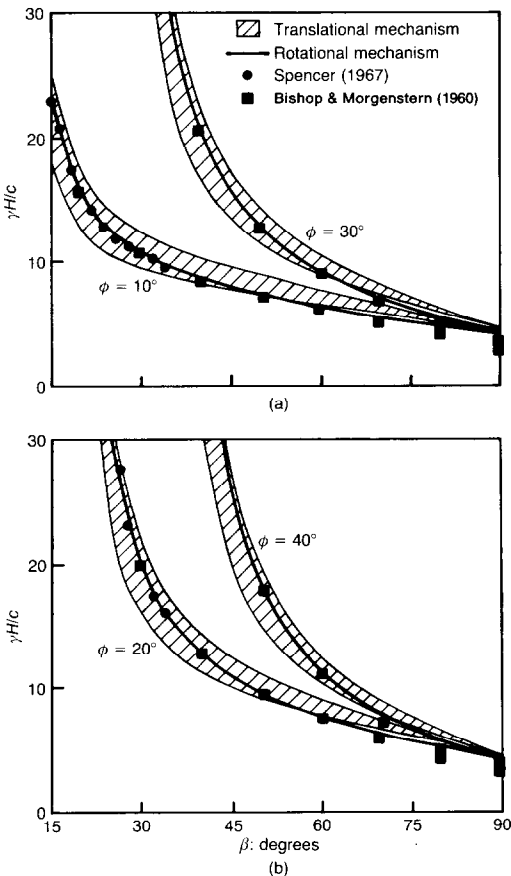 30
Translational mechanism
Rotational mechanism
Spencer (1967)
Bishop & Morgenstern (1960)
20
γH/c
ϕ = 30°
10
ϕ = 10°
0
(a)
30
ϕ = 40°
20
γH/c
ϕ = 20°
10
0
15
30
45
60
75
90
β: degrees
(b)